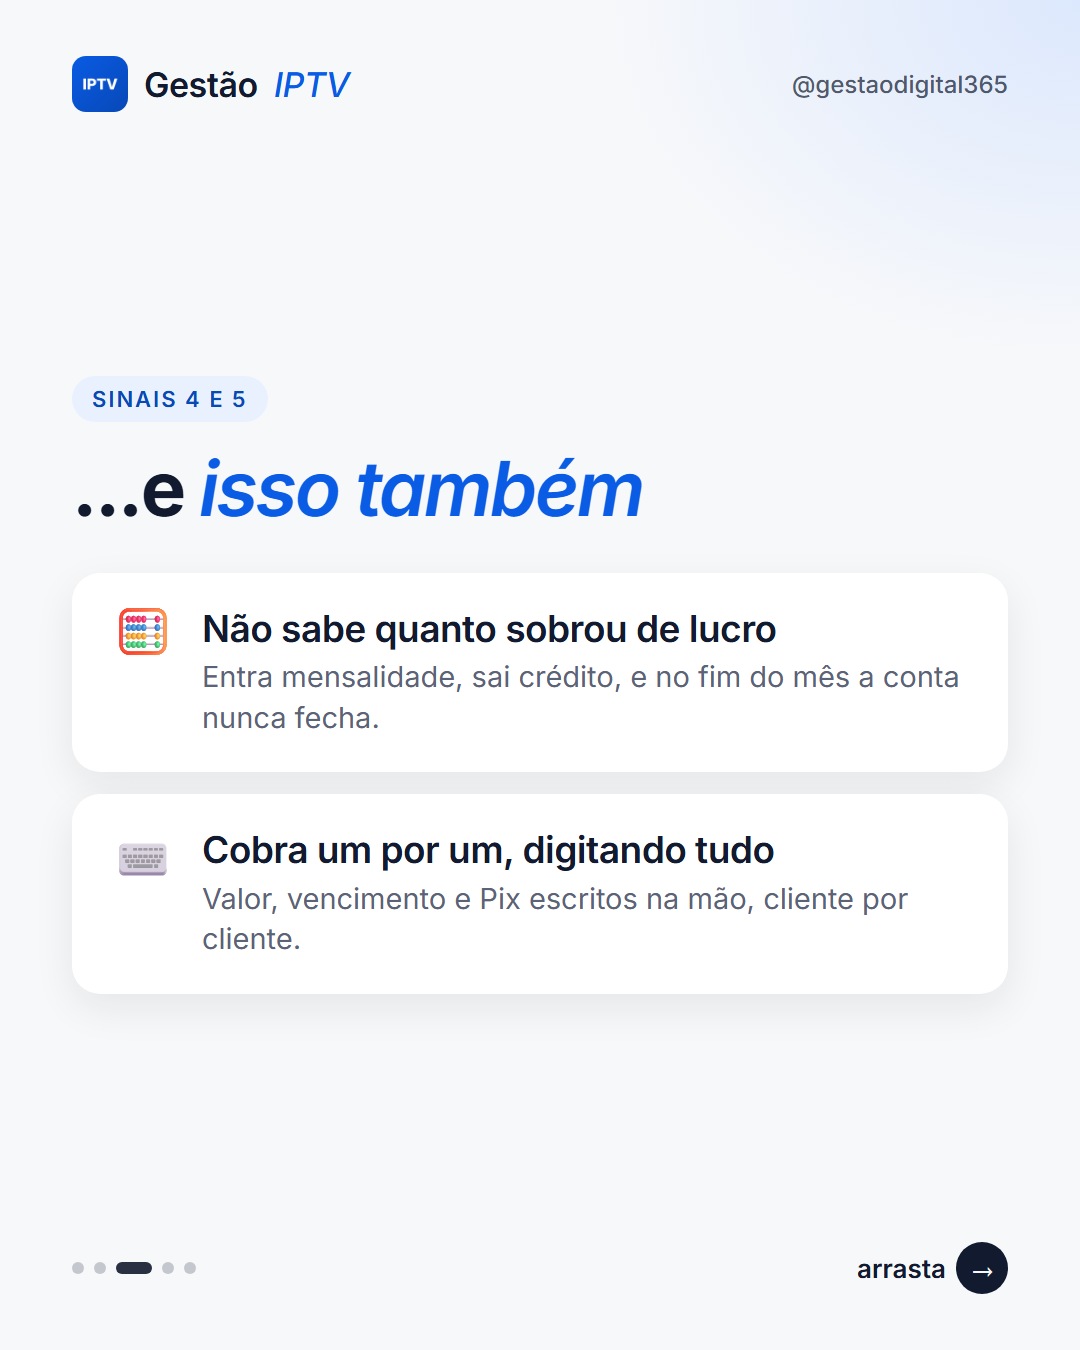 IPTV
Gestão IPTV
@gestaodigital365
SINAIS 4 E 5
...e isso também
Não sabe quanto sobrou de lucro
Entra mensalidade, sai crédito, e no fim do mês a conta
nunca fecha.
Cobra um por um, digitando tudo
Valor, vencimento e Pix escritos na mão, cliente por
cliente.
arrasta →